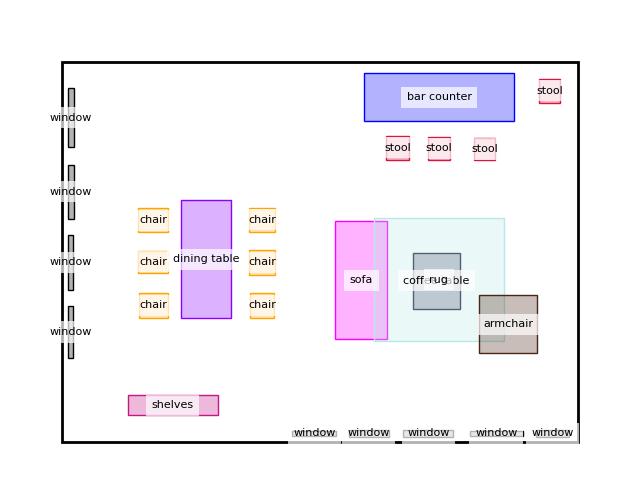 bar counter
stool
window
stool
stool
stool
window
chair
chair
dining table
chair
chair
window
sofa
coffee table
rug
chair
chair
armchair
window
shelves
window
window
window
window
window